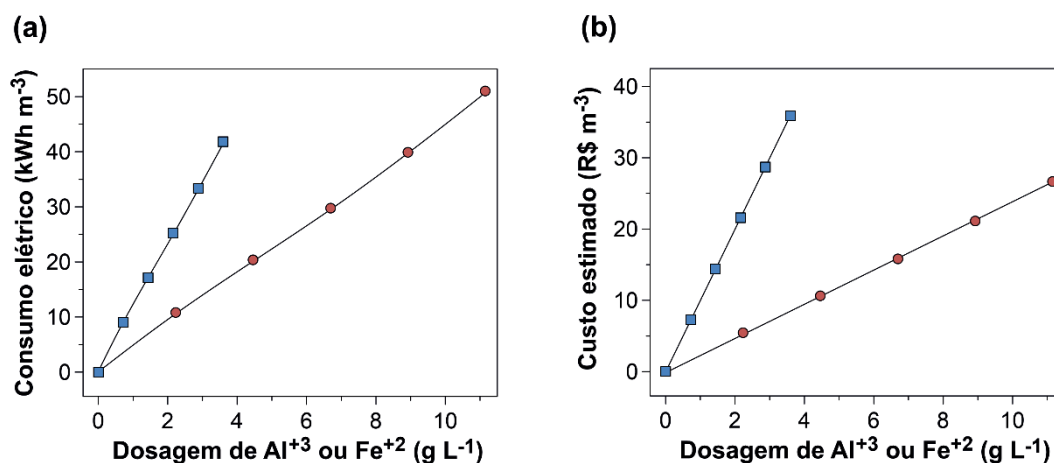 (a)
Consumo elétrico (kWh m⁻³)
50
40
30
20
10
0
0 2 4 6 8 10
Dosagem de Al⁺³ ou Fe⁺² (g L⁻¹)
(b)
Custo estimado (R$ m⁻³)
40
30
20
10
0
0 2 4 6 8 10
Dosagem de Al⁺³ ou Fe⁺² (g L⁻¹)